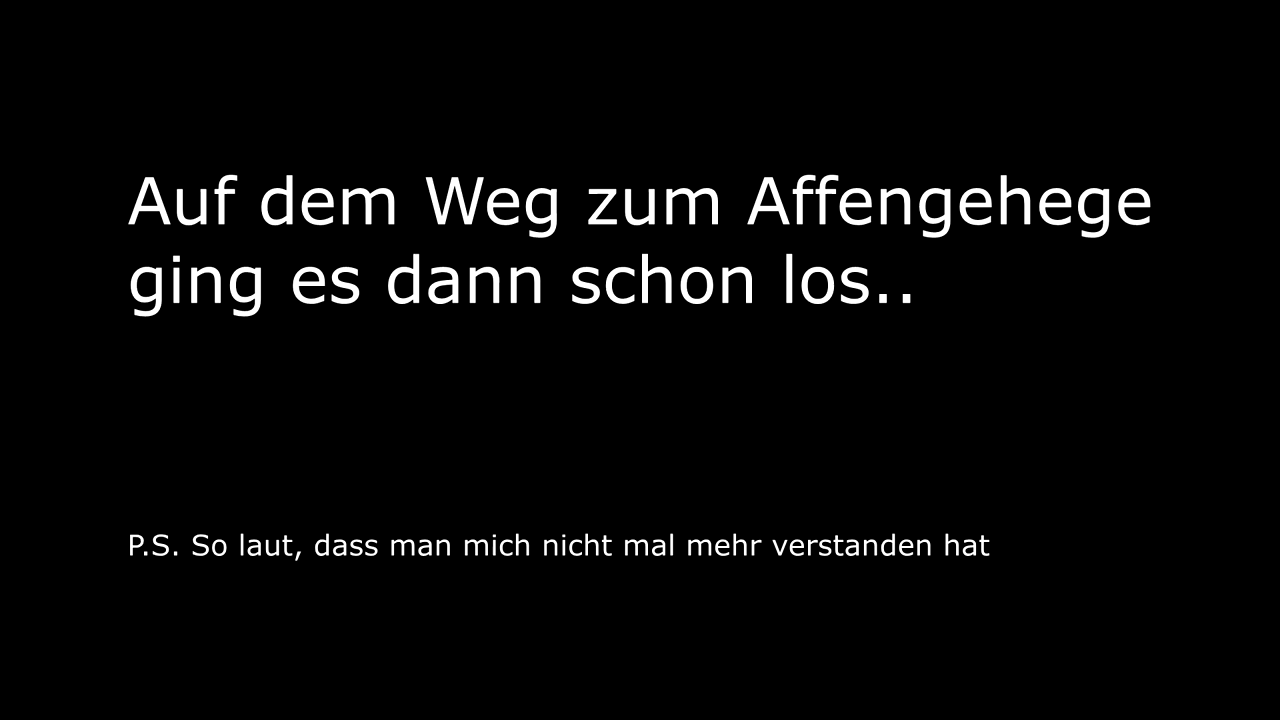 Auf dem Weg zum Affengehege
ging es dann schon los..
P.S. So laut, dass man mich nicht mal mehr verstanden hat